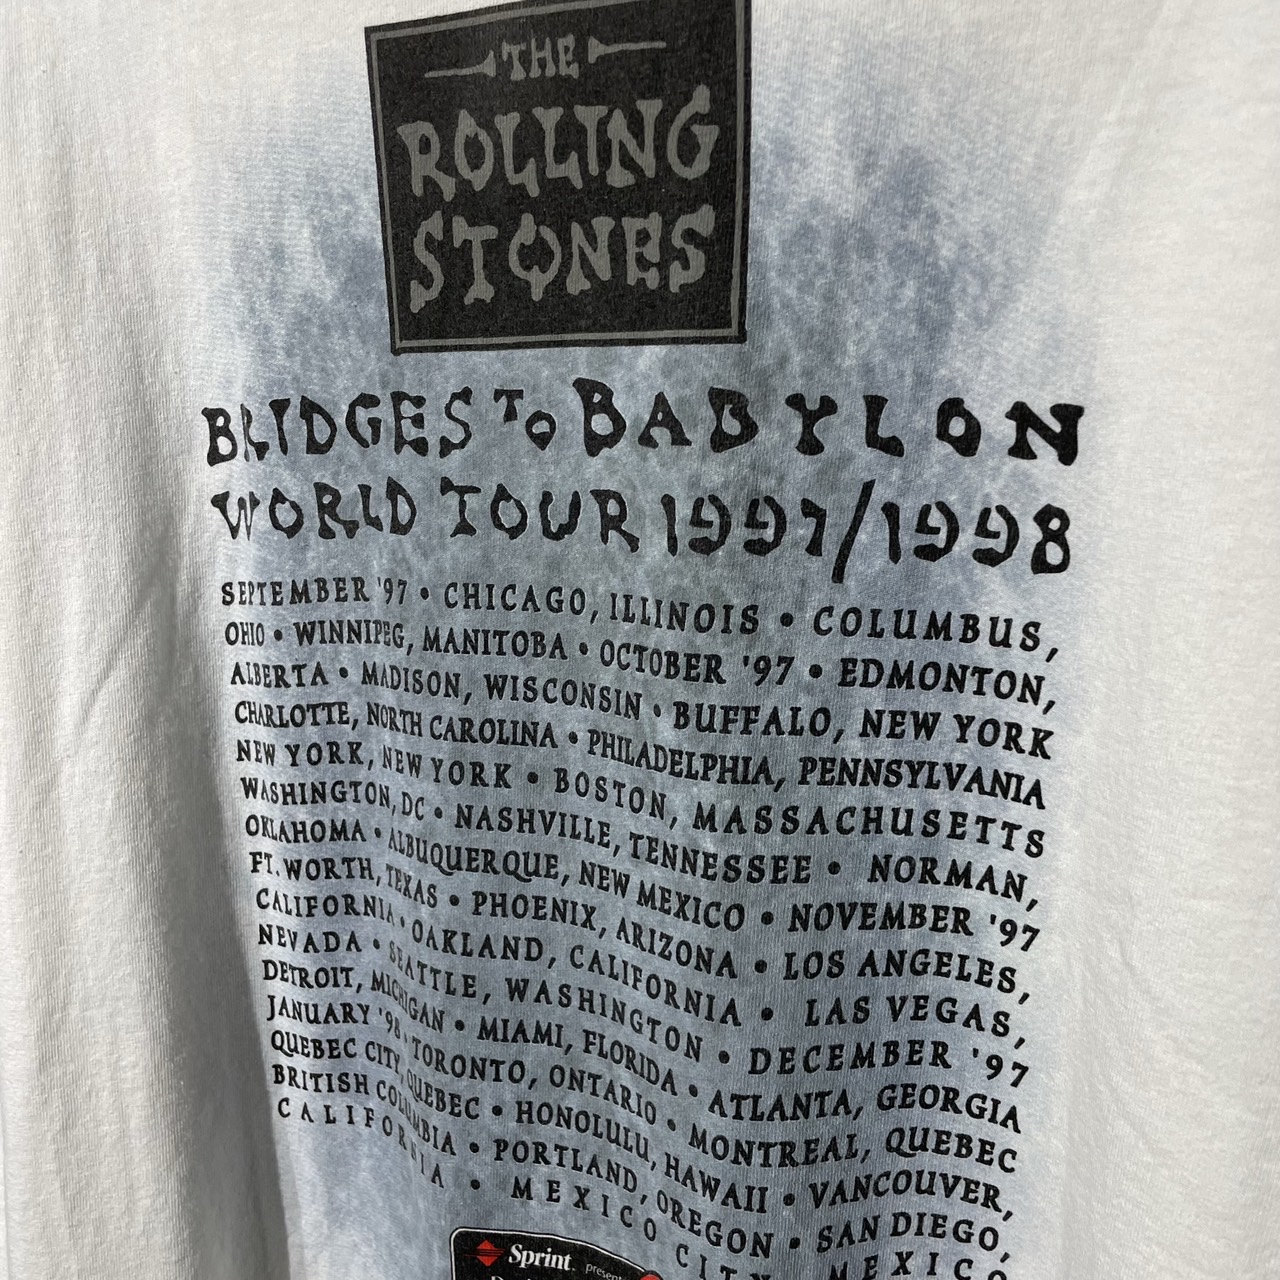 THE
ROLLING
STONES
BRIDGES TO BABYLON
WORLD TOUR 1997/1998
SEPTEMBER '97 • CHICAGO, ILLINOIS • COLUMBUS,
OHIO • WINNIPEG, MANITOBA • OCTOBER '97 • EDMONTON,
ALBERTA • MADISON, WISCONSIN • BUFFALO, NEW YORK
CHARLOTTE, NORTH CAROLINA • PHILADELPHIA, PENNSYLVANIA
NEW YORK, NEW YORK • BOSTON, MASSACHUSETTS
WASHINGTON, DC • NASHVILLE, TENNESSEE • NORMAN,
OKLAHOMA • ALBUQUERQUE, NEW MEXICO • NOVEMBER '97
FT. WORTH, TEXAS • PHOENIX, ARIZONA • LOS ANGELES,
CALIFORNIA • OAKLAND, CALIFORNIA • LAS VEGAS,
NEVADA • SEATTLE, WASHINGTON • DECEMBER '97
DETROIT, MICHIGAN • MIAMI, FLORIDA • ATLANTA, GEORGIA
JANUARY '98 • TORONTO, ONTARIO • MONTREAL, QUEBEC
QUEBEC CITY, QUEBEC • HONOLULU, HAWAII • VANCOUVER,
BRITISH COLUMBIA • PORTLAND, OREGON • SAN DIEGO,
CALIFORNIA • MEXICO CITY, MEXICO
Sprint